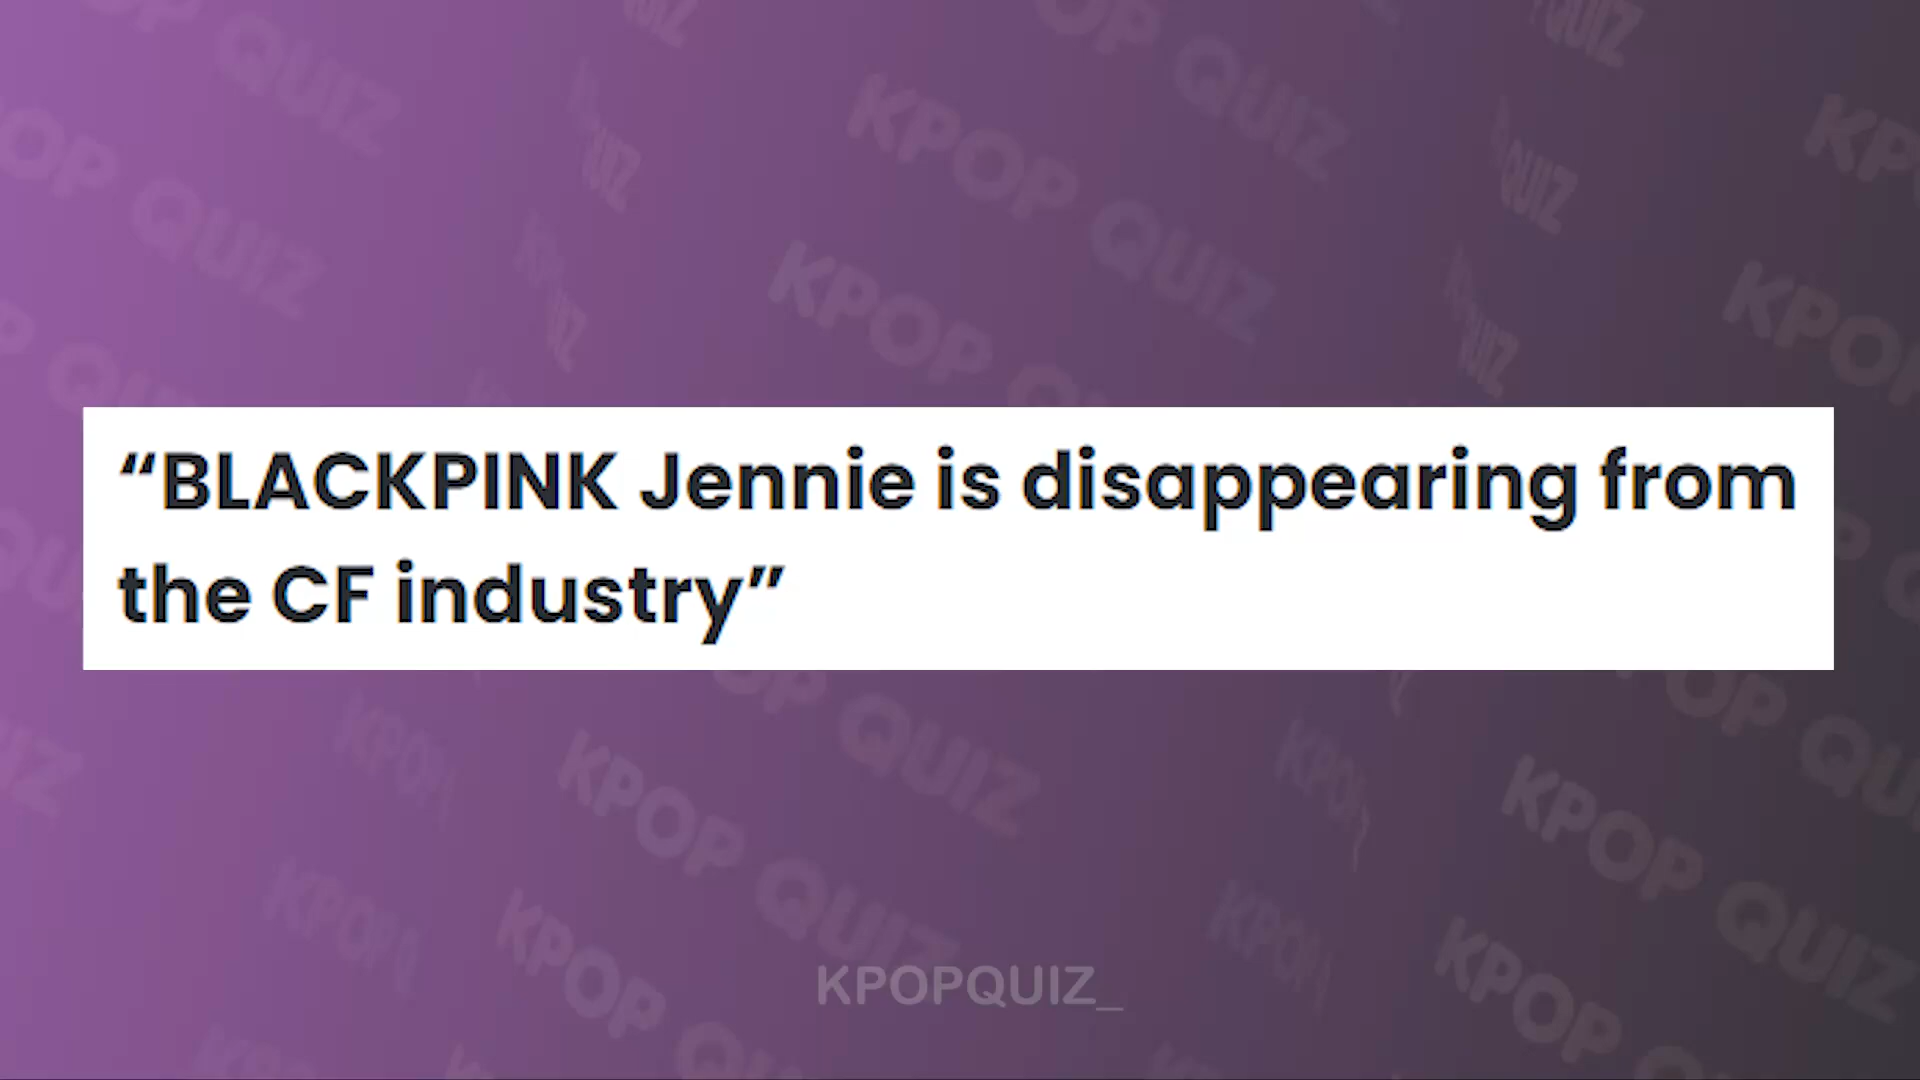 “BLACKPINK Jennie is disappearing from
the CF industry”
KPOPQUIZ_